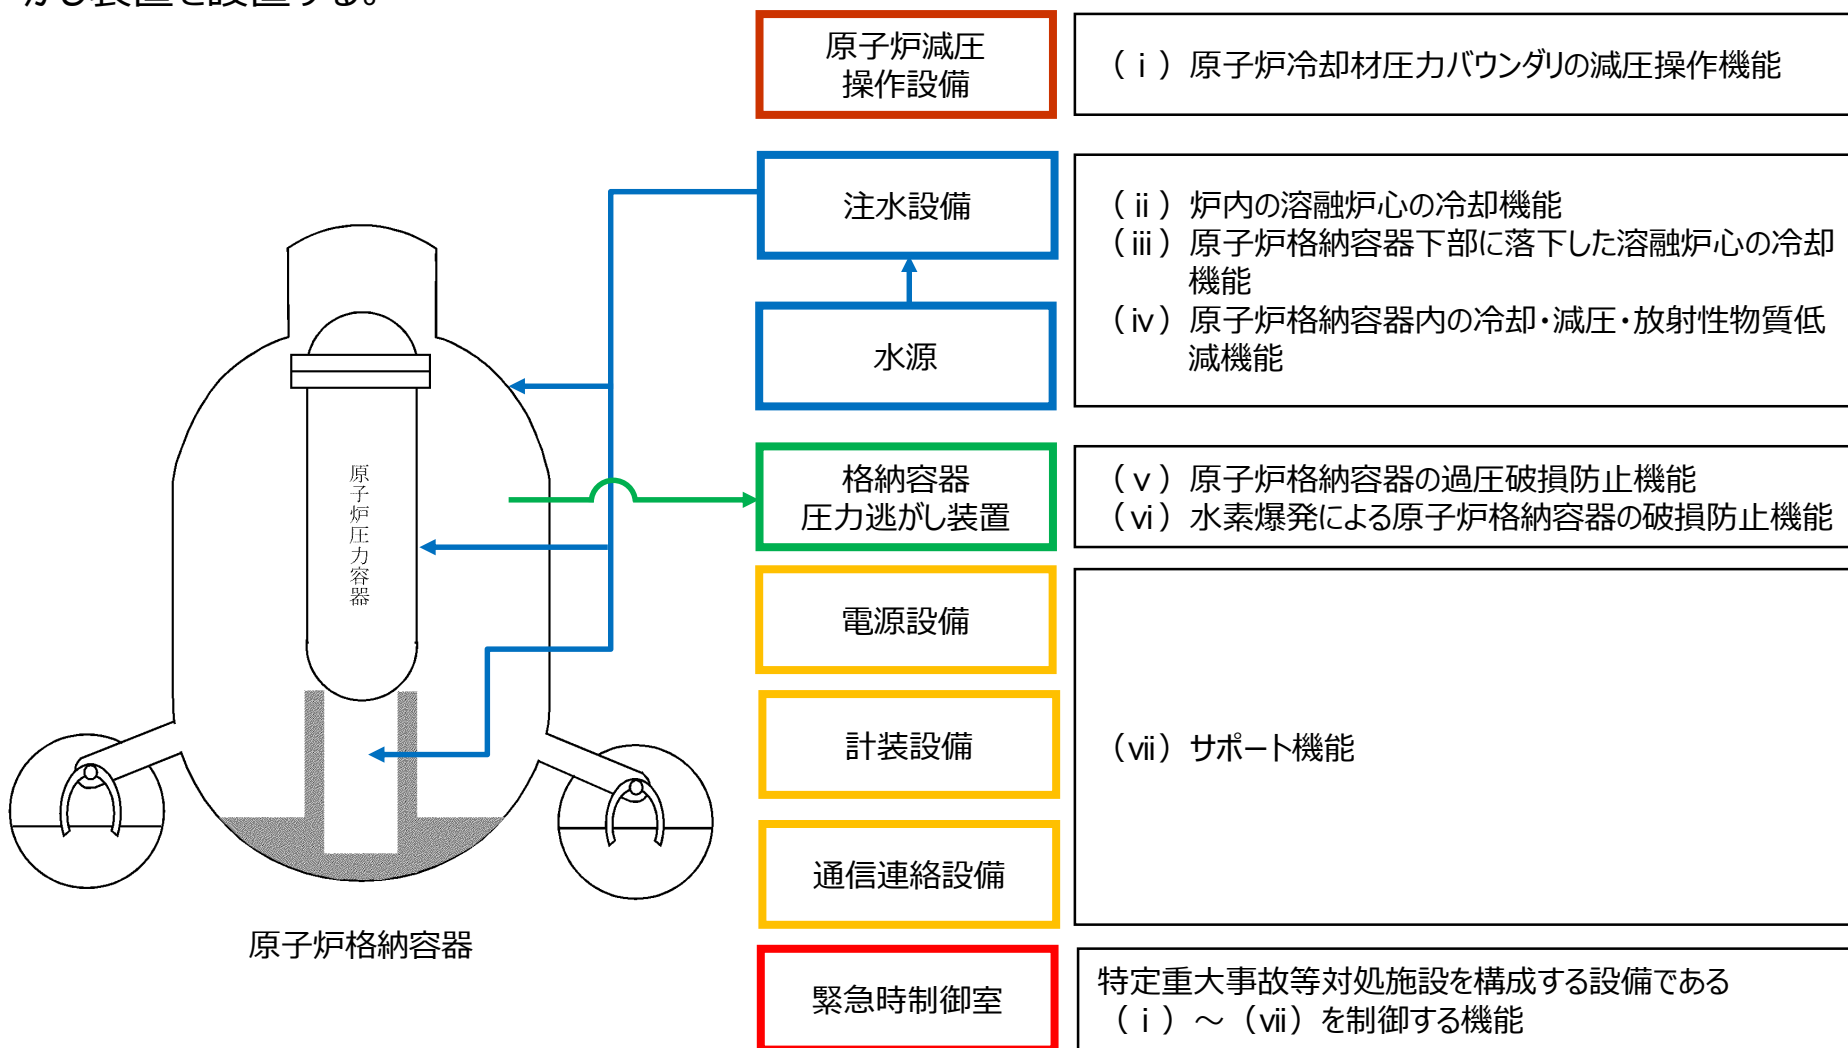 がし装置を設置する。
原子炉減圧
操作設備
（ⅰ）原子炉冷却材圧力バウンダリの減圧操作機能
注水設備
（ⅱ）炉内の溶融炉心の冷却機能
（ⅲ）原子炉格納容器下部に落下した溶融炉心の冷却
機能
（ⅳ）原子炉格納容器内の冷却・減圧・放射性物質低
減機能
水源
格納容器
圧力逃がし装置
（ⅴ）原子炉格納容器の過圧破損防止機能
（ⅵ）水素爆発による原子炉格納容器の破損防止機能
原子炉圧力容器
電源設備
計装設備
（ⅶ）サポート機能
通信連絡設備
原子炉格納容器
緊急時制御室
特定重大事故等対処施設を構成する設備である
（ⅰ）～（ⅶ）を制御する機能